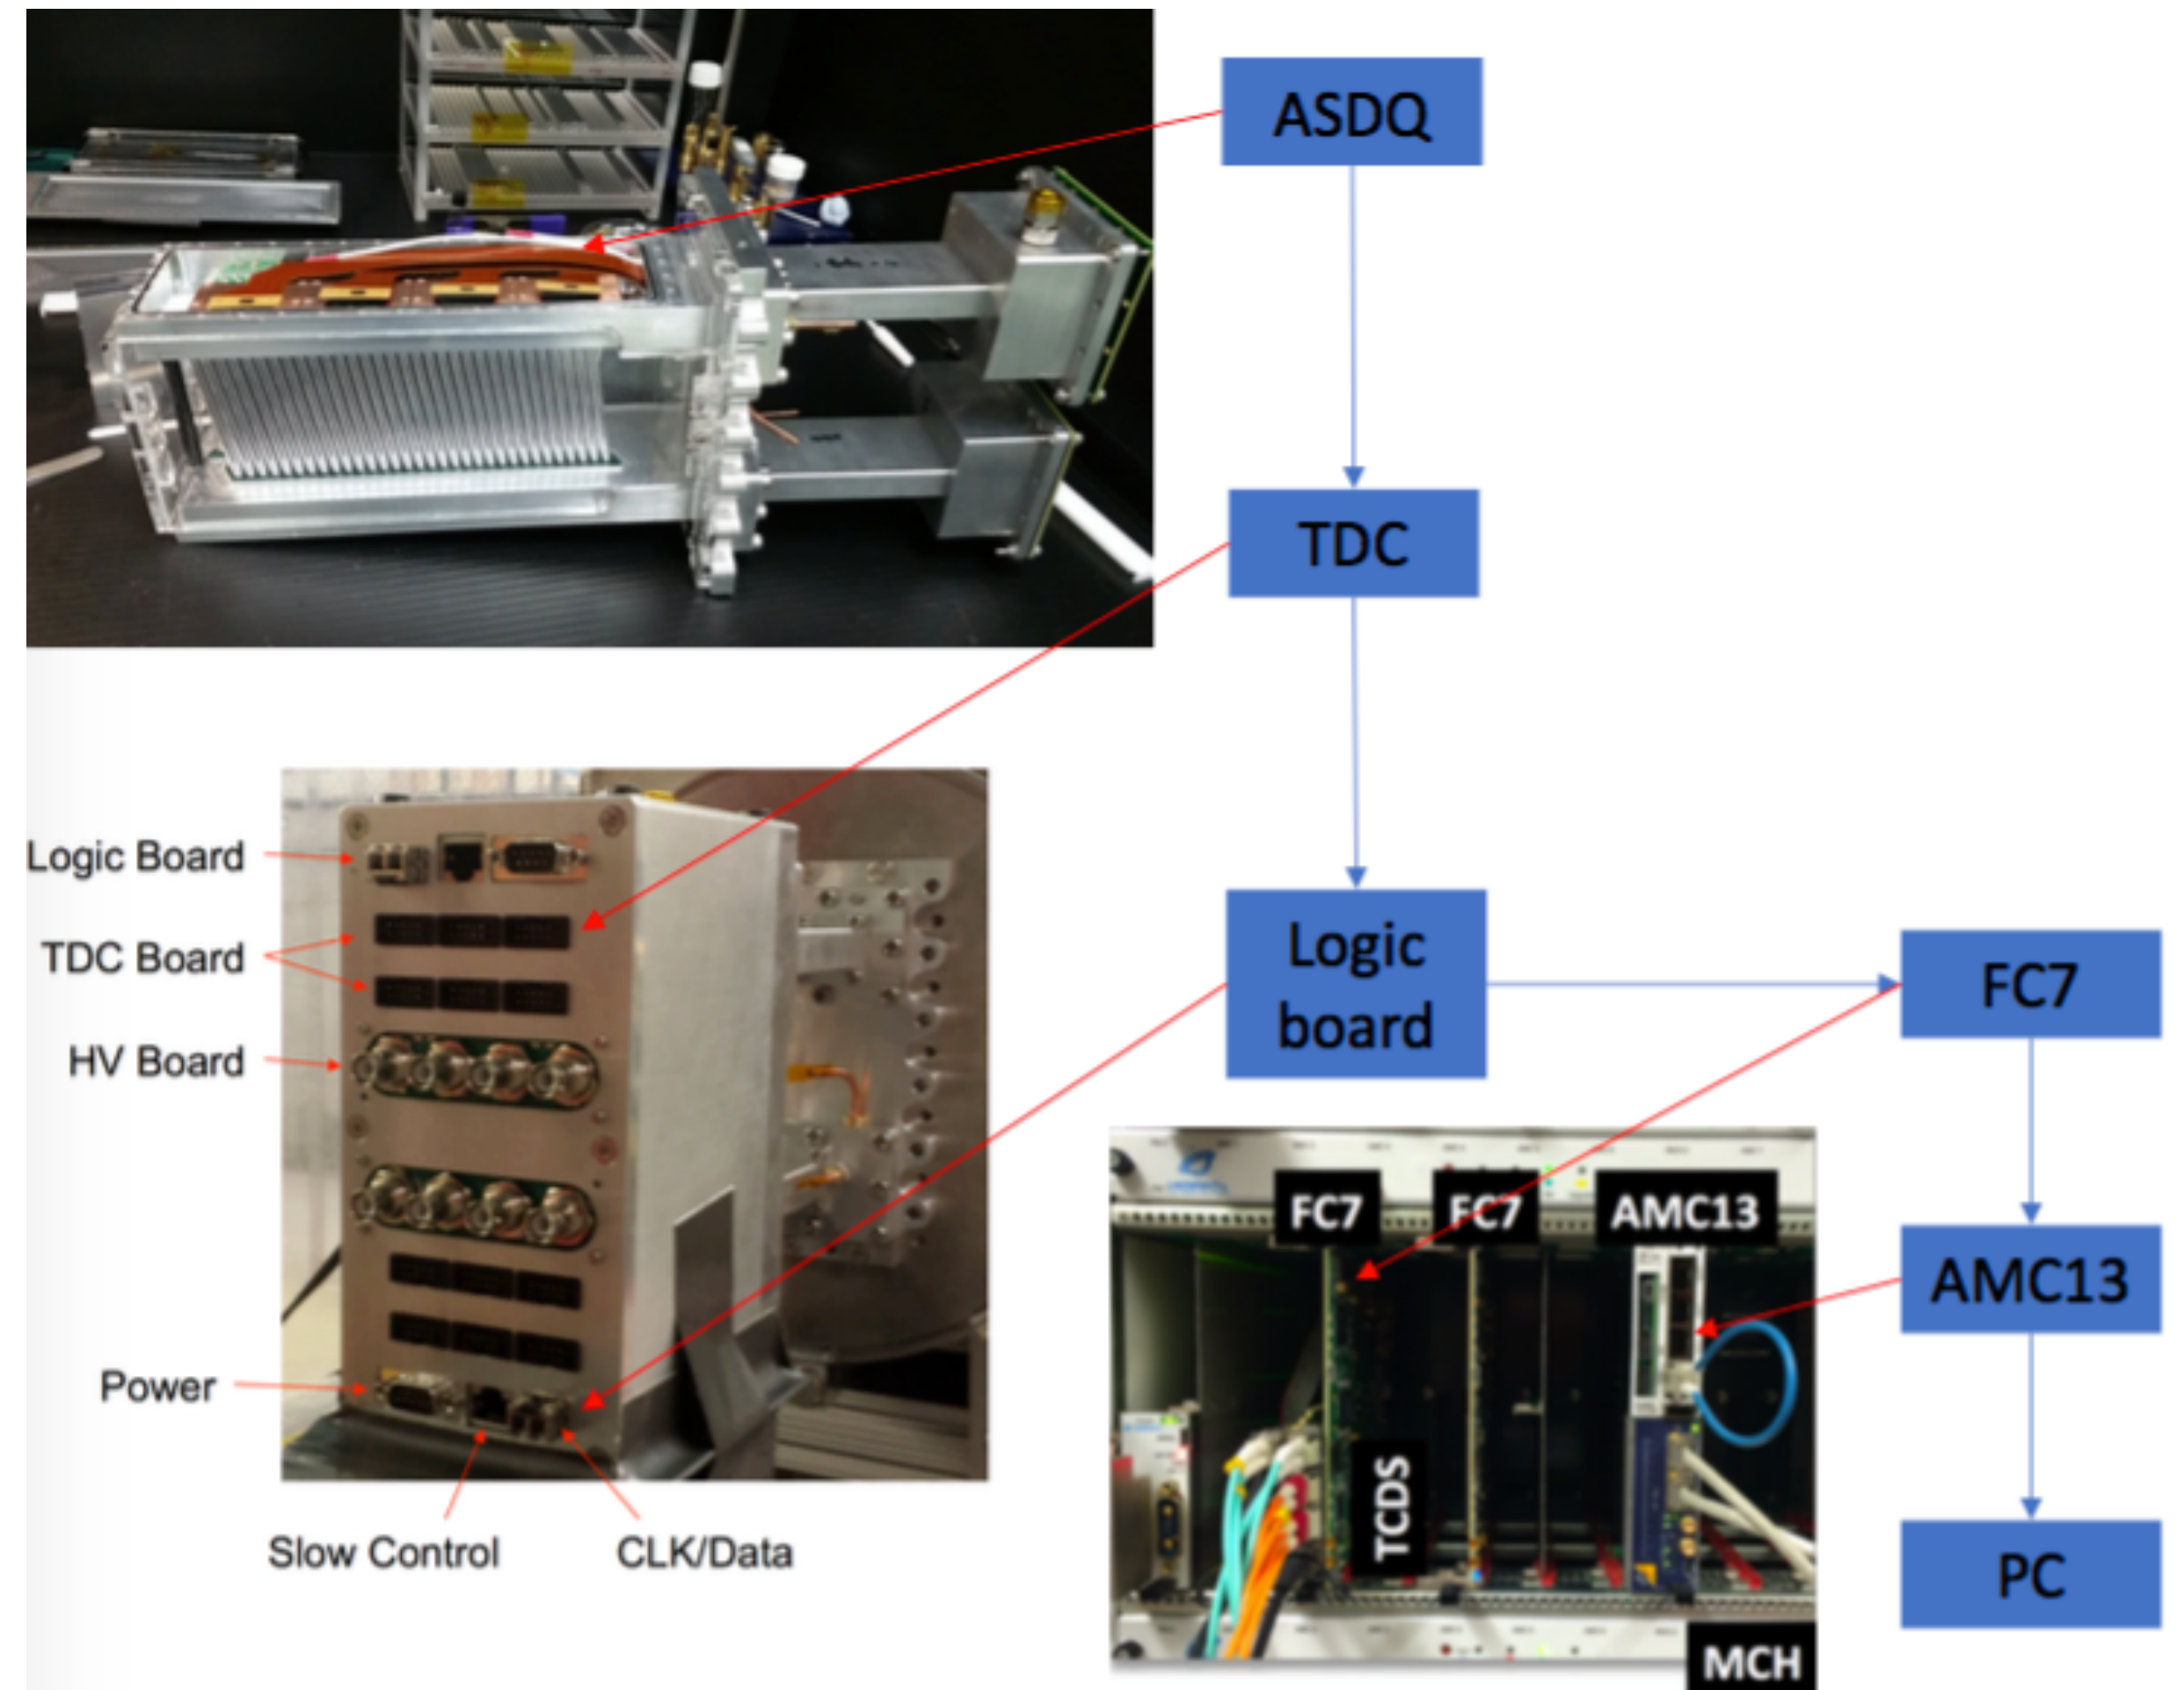 ASDQ
TDC
Logic
board
FC7
AMC13
PC
Logic Board
TDC Board
HV Board
Power
Slow Control
CLK/Data
FC7
FC7
AMC13
TCDS
MCH